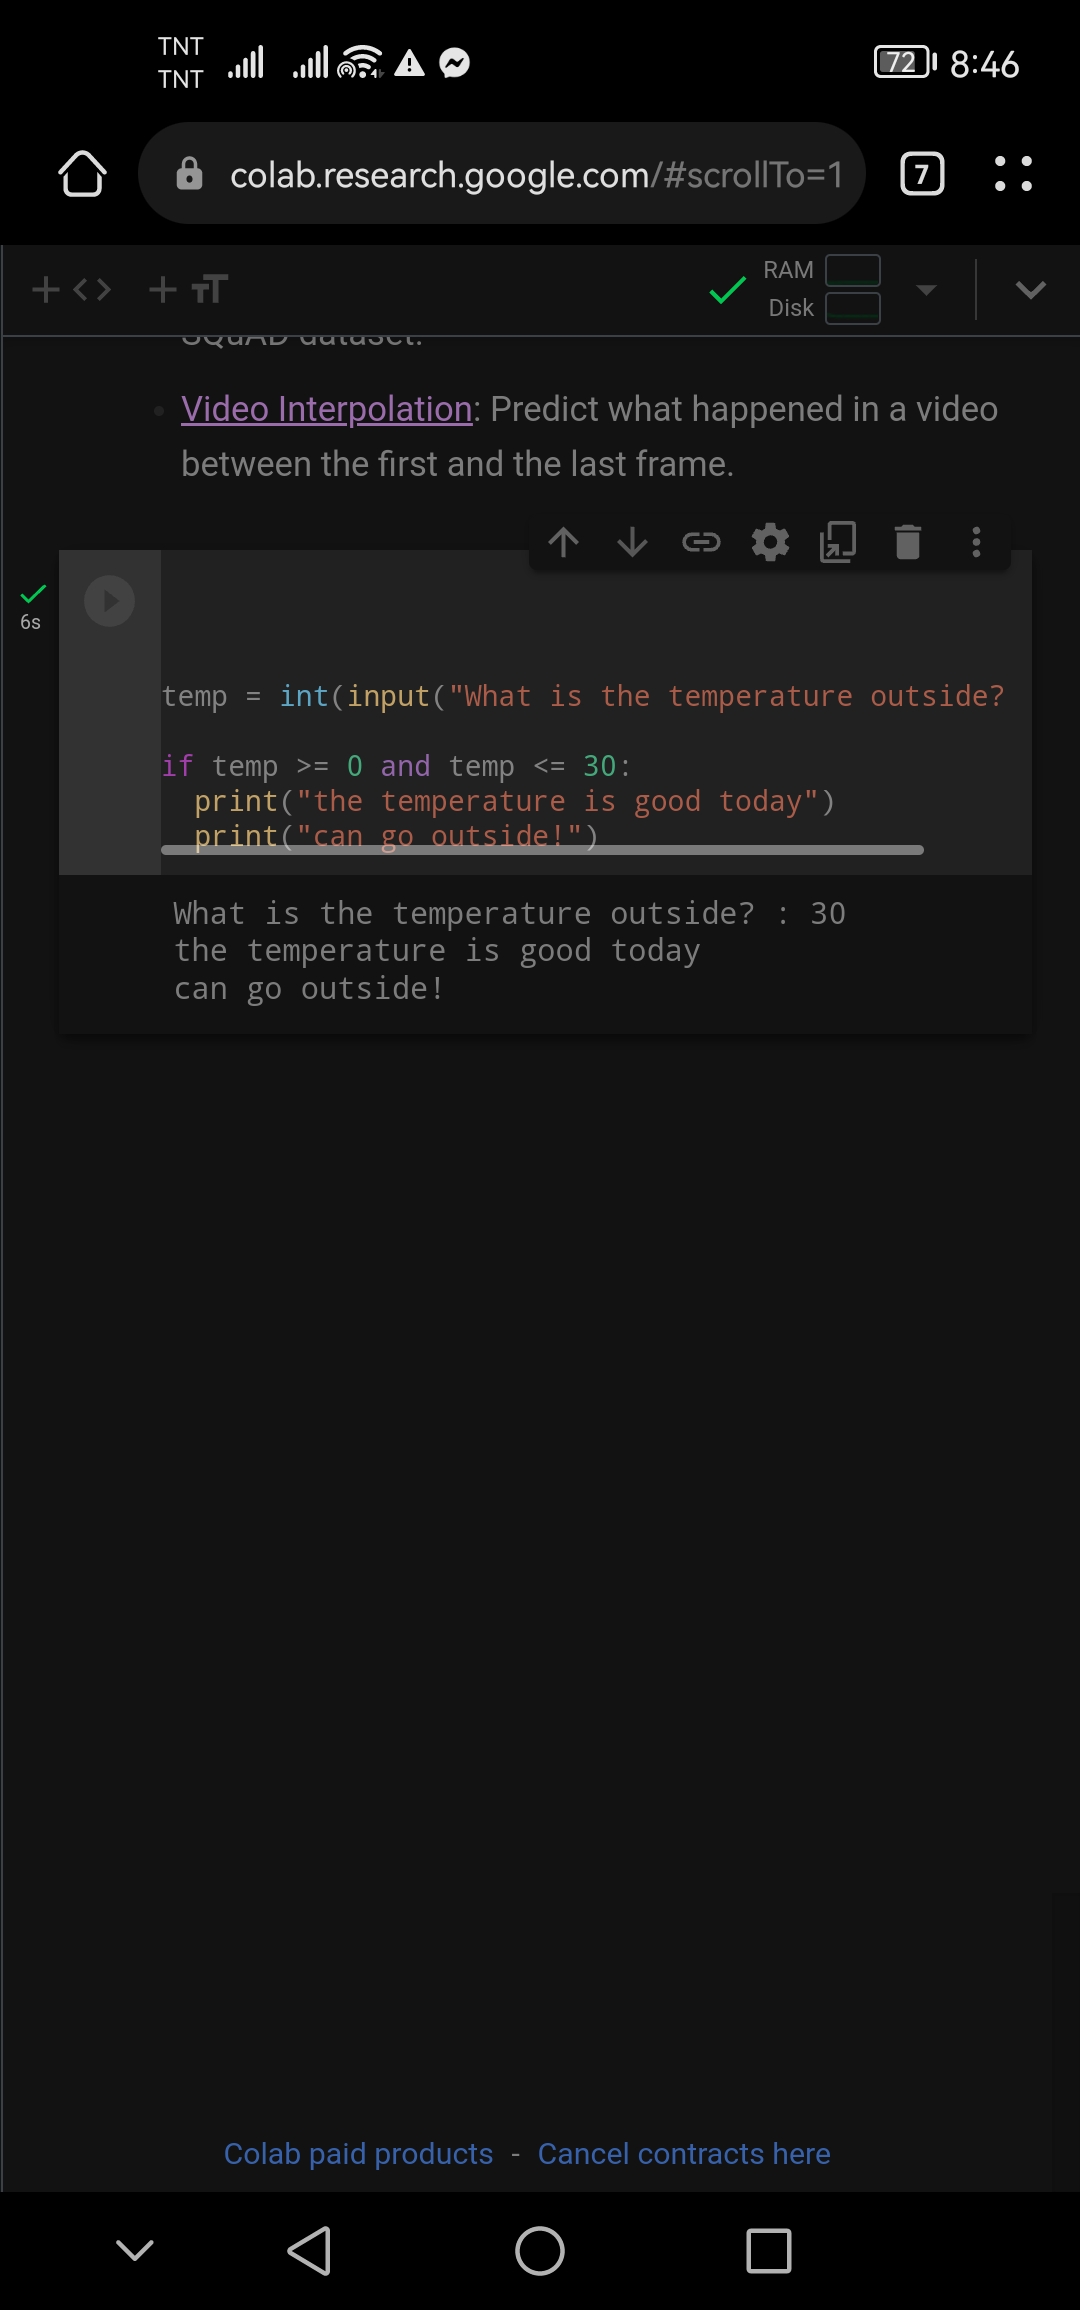 TNT
TNT
72 8:46
colab.research.google.com/#scrollTo=1
7
RAM
Disk
SQuAD dataset.
Video Interpolation: Predict what happened in a video
between the first and the last frame.
6s
temp = int(input("What is the temperature outside?
if temp >= 0 and temp <= 30:
print("the temperature is good today")
print("can go outside!")
What is the temperature outside? : 30
the temperature is good today
can go outside!
Colab paid products - Cancel contracts here